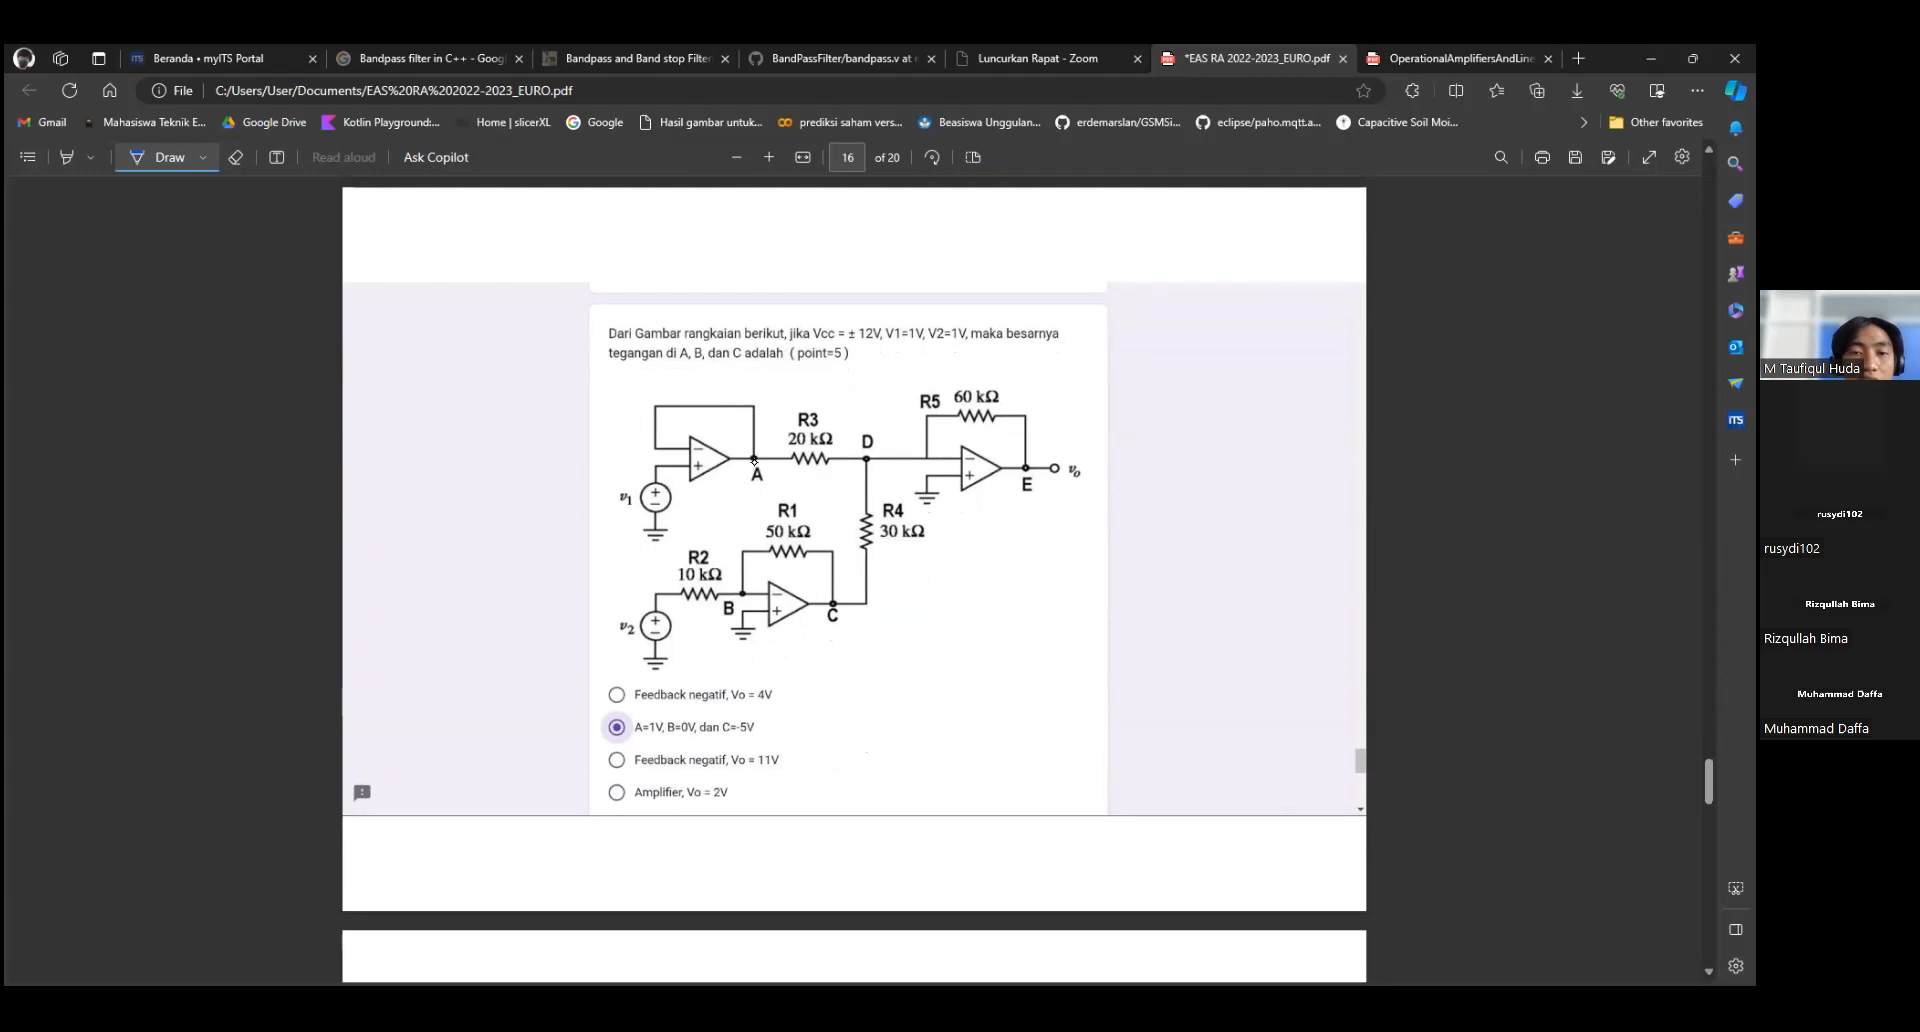 Beranda • myITS Portal
Bandpass filter in C++ - Goog
Bandpass and Band stop Filter
BandPassFilter/bandpass.v at
Luncurkan Rapat - Zoom
*EAS RA 2022-2023_EURO.pdf
OperationalAmplifiersAndLine
File
C:/Users/User/Documents/EAS%20RA%202022-2023_EURO.pdf
Gmail
Mahasiswa Teknik E...
Google Drive
Kotlin Playground:...
Home | slicerXL
Google
Hasil gambar untuk...
prediksi saham vers...
Beasiswa Unggulan...
erdemarslan/GSMSi...
eclipse/paho.mqtt.a...
Capacitive Soil Moi...
Other favorites
Draw
Read aloud
Ask Copilot
16
of 20
Dari Gambar rangkaian berikut, jika Vcc = ± 12V, V1=1V, V2=1V, maka besarnya
tegangan di A, B, dan C adalah ( point=5 )
R5 60 kΩ
R3
20 kΩ
D
A
v1
E
vo
R1
50 kΩ
R4
30 kΩ
R2
10 kΩ
B
C
v2
Feedback negatif, Vo = 4V
A=1V, B=0V, dan C=-5V
Feedback negatif, Vo = 11V
Amplifier, Vo = 2V
ITS
M Taufiqul Huda
rusydi102
rusydi102
Rizqullah Bima
Rizqullah Bima
Muhammad Daffa
Muhammad Daffa